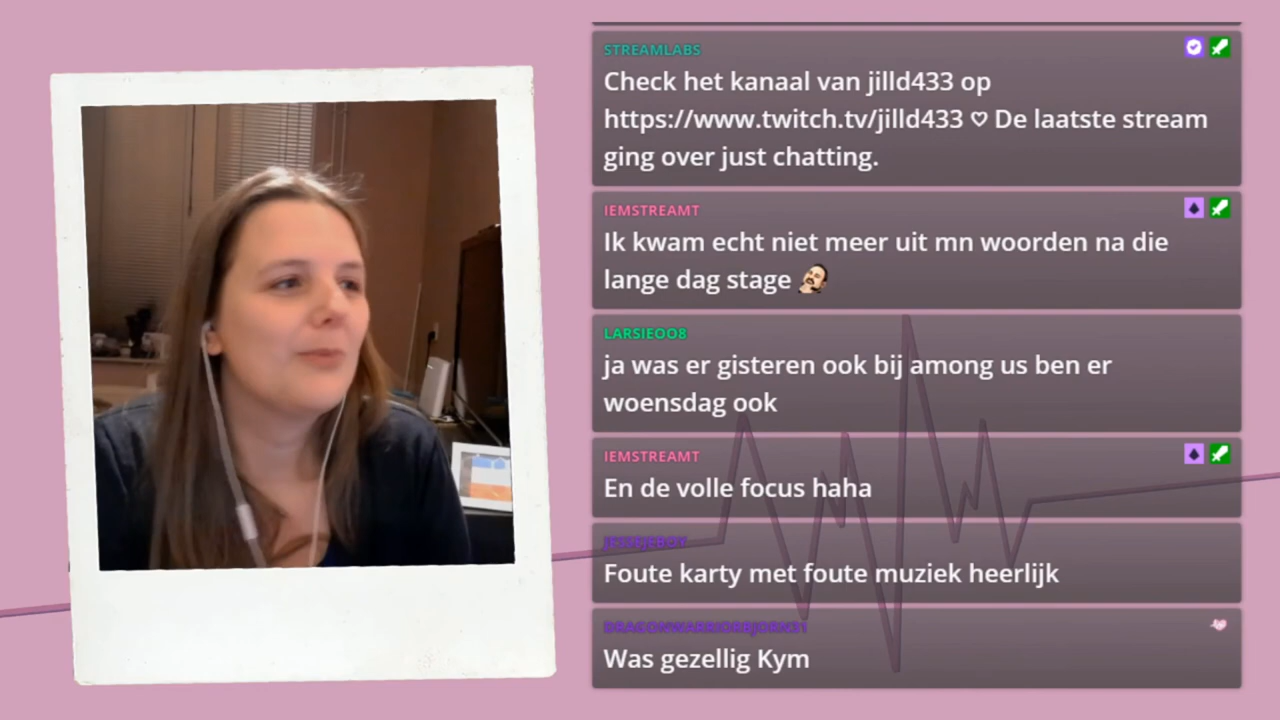 STREAMLABS
Check het kanaal van jilld433 op
https://www.twitch.tv/jilld433 ♡ De laatste stream
ging over just chatting.
IEMSTREAMT
Ik kwam echt niet meer uit mn woorden na die
lange dag stage
LARSIE008
ja was er gisteren ook bij among us ben er
woensdag ook
IEMSTREAMT
En de volle focus haha
Foute karty met foute muziek heerlijk
DRAGONWARRIORBJORN31
Was gezellig Kym